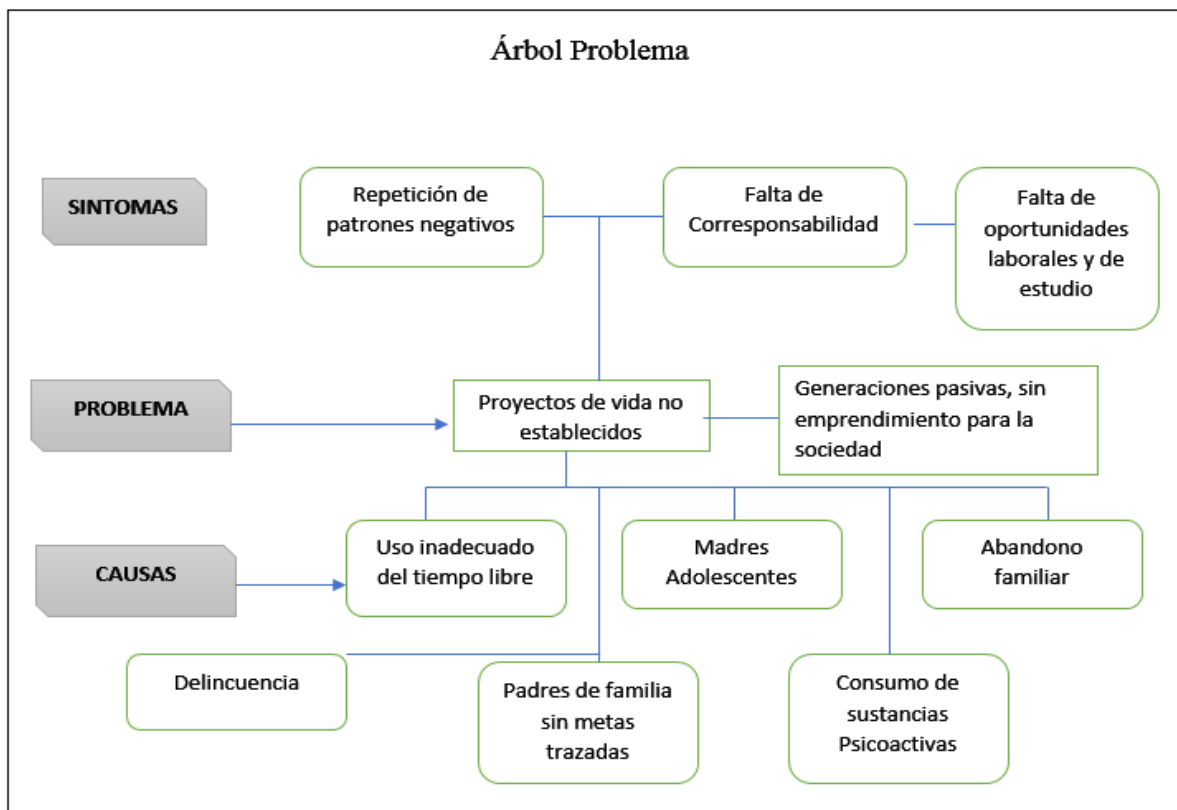 Árbol Problema
SINTOMAS
Repetición de
patrones negativos
Falta de
Corresponsabilidad
Falta de
oportunidades
laborales y de
estudio
PROBLEMA
Proyectos de vida no
establecidos
Generaciones pasivas, sin
emprendimiento para la
sociedad
CAUSAS
Uso inadecuado
del tiempo libre
Madres
Adolescentes
Abandono
familiar
Delincuencia
Padres de familia
sin metas
trazadas
Consumo de
sustancias
Psicoactivas